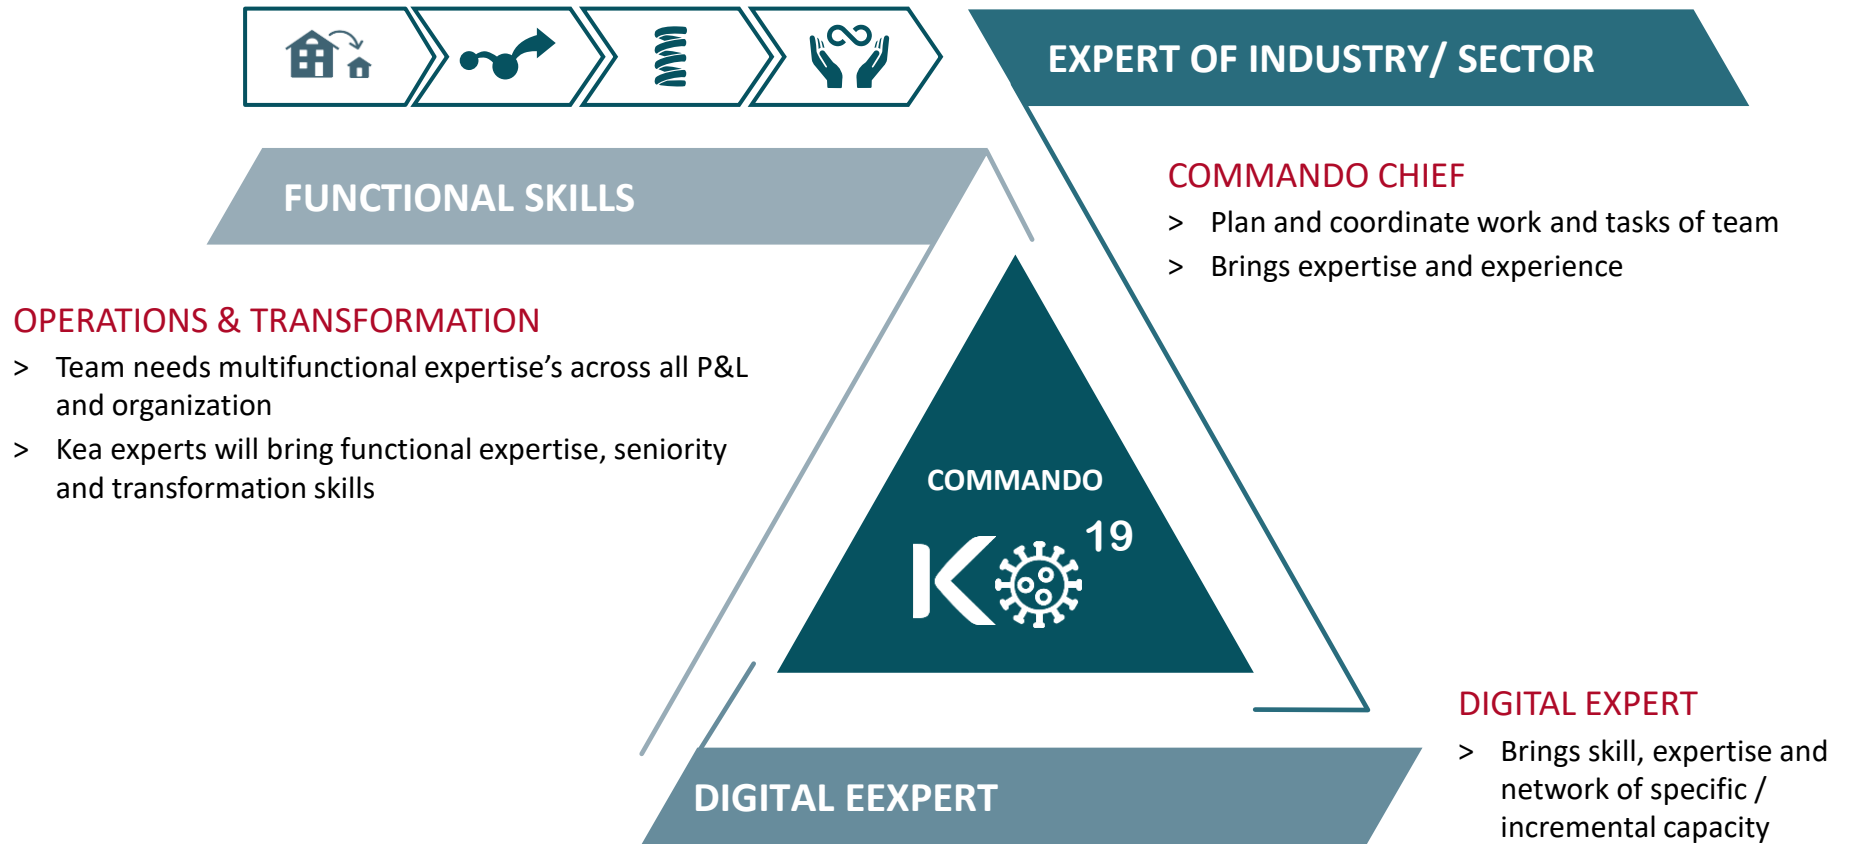 EXPERT OF INDUSTRY/ SECTOR
FUNCTIONAL SKILLS
COMMANDO CHIEF
> Plan and coordinate work and tasks of team
> Brings expertise and experience
OPERATIONS & TRANSFORMATION
> Team needs multifunctional expertise’s across all P&L
and organization
> Kea experts will bring functional expertise, seniority
and transformation skills
COMMANDO
K 19
DIGITAL EXPERT
> Brings skill, expertise and
network of specific /
incremental capacity
DIGITAL EEXPERT